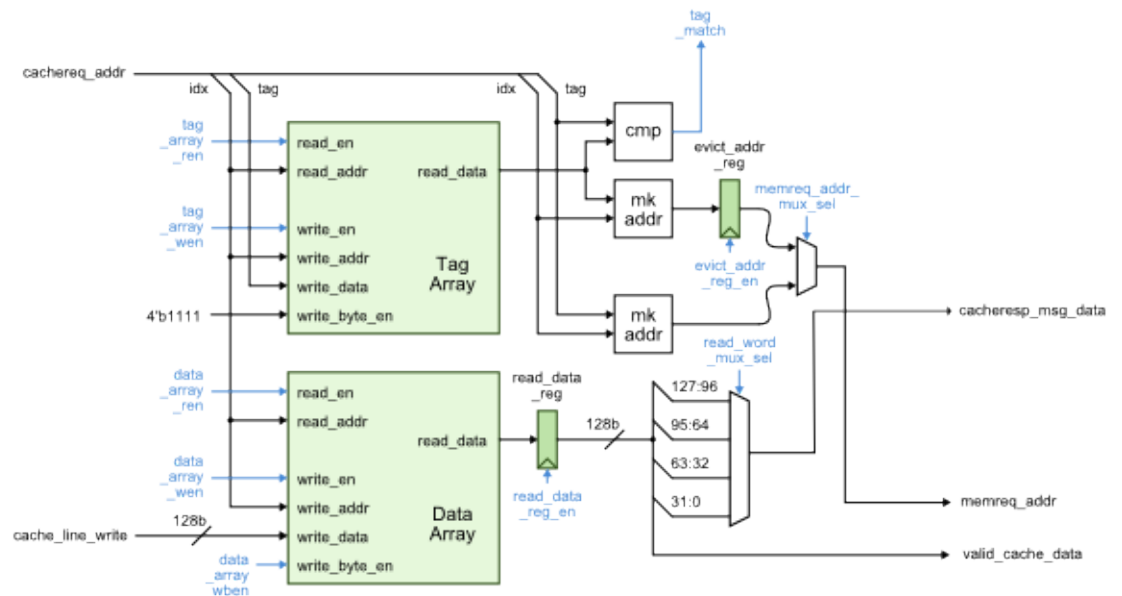 tag
_match
cachereq_addr
idx
tag
idx
tag
tag
_array
_ren
read_en
cmp
evict_addr
_reg
read_addr
read_data
mk
addr
memreq_addr_
mux_sel
tag
_array
_wen
write_en
write_addr
Tag
Array
evict_addr
_reg_en
write_data
4'b1111
write_byte_en
mk
addr
cacheresp_msg_data
read_word
_mux_sel
data
_array
_ren
read_en
read_data
_reg
127:96
read_addr
read_data
128b
95:64
63:32
data
_array
_wen
write_en
read_data
_reg_en
31:0
memreq_addr
write_addr
Data
Array
128b
cache_line_write
write_data
valid_cache_data
data
_array
_wben
write_byte_en